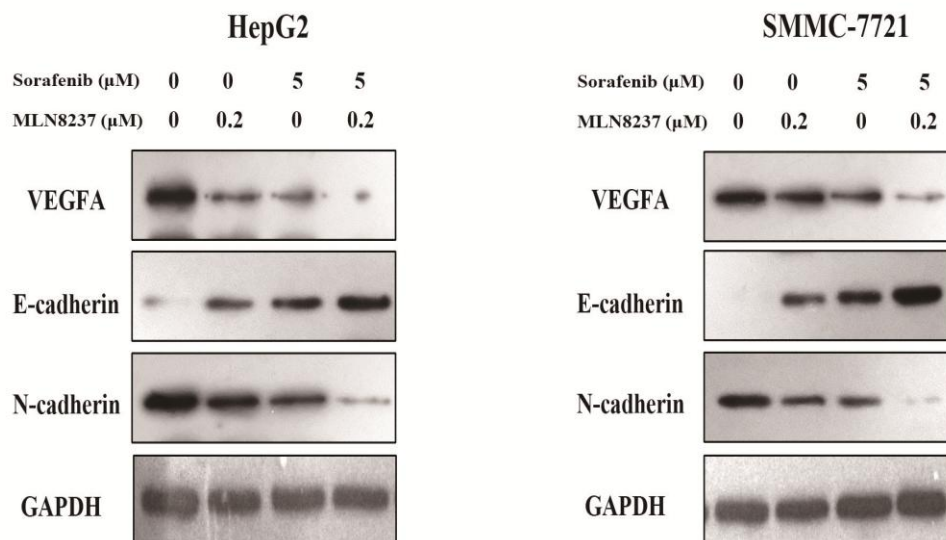 HepG2
Sorafenib (μM) 0 0 5 5
MLN8237 (μM) 0 0.2 0 0.2
VEGFA
E-cadherin
N-cadherin
GAPDH
SMMC-7721
Sorafenib (μM) 0 0 5 5
MLN8237 (μM) 0 0.2 0 0.2
VEGFA
E-cadherin
N-cadherin
GAPDH